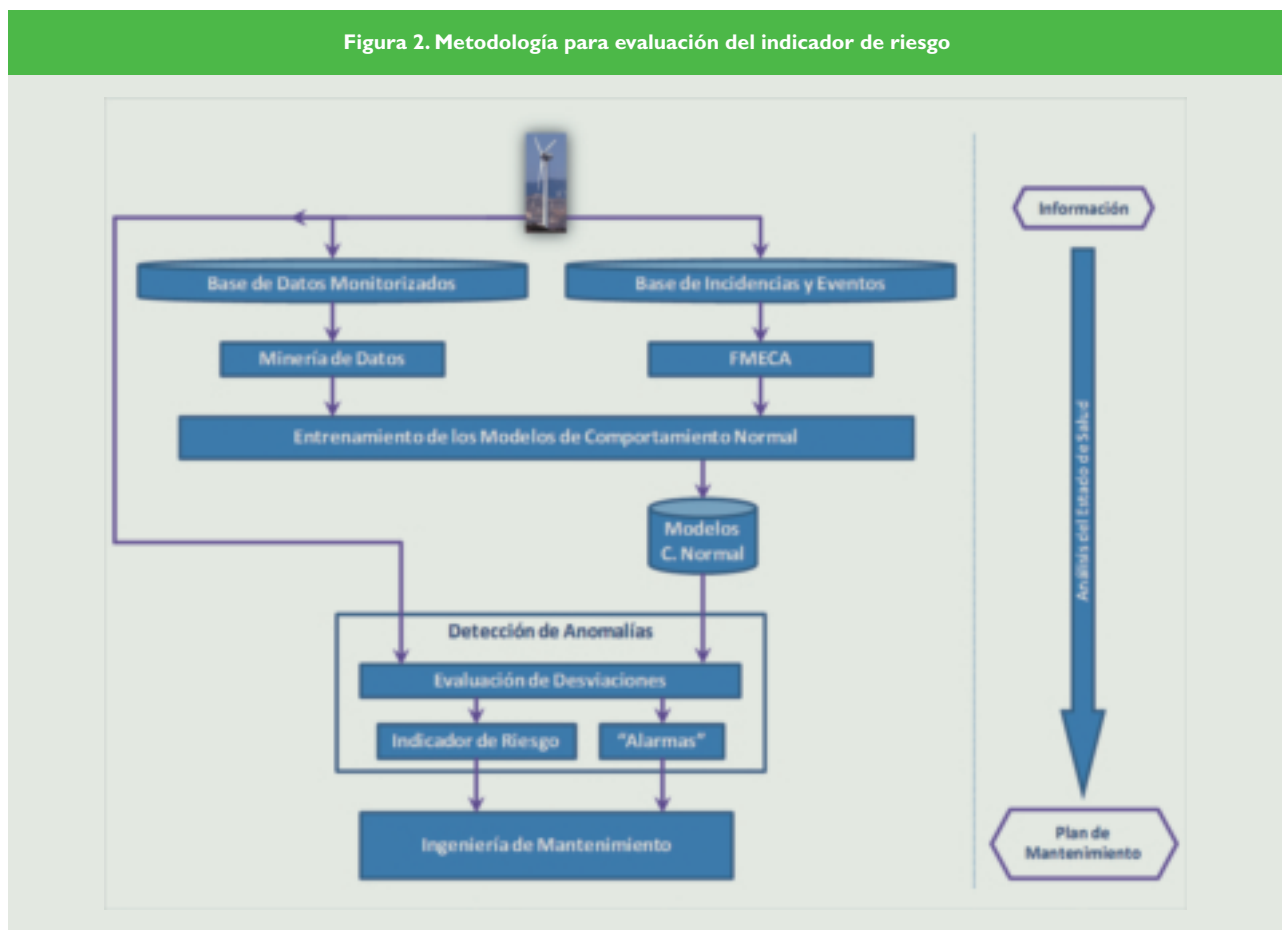 Figura 2. Metodología para evaluación del indicador de riesgo
Información
Base de Datos Monitorizados
Base de Incidencias y Eventos
Minería de Datos
FMECA
Entrenamiento de los Modelos de Comportamiento Normal
Modelos
C. Normal
Análisis del Estado de Salud
Detección de Anomalías
Evaluación de Desviaciones
Indicador de Riesgo
"Alarmas"
Ingeniería de Mantenimiento
Plan de
Mantenimiento